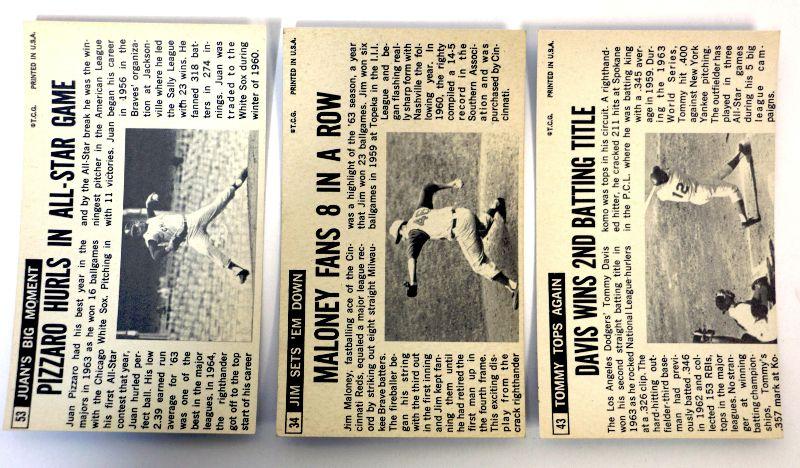 53 JUAN'S BIG MOMENT
©T.C.G. PRINTED IN U.S.A.
PIZZARO HURLS IN ALL-STAR GAME
Juan Pizzaro had his best year in the
majors in 1963 as he won 16 ballgames
with the Chicago White Sox. Pitching in
his first All-Star
contest that year,
Juan hurled per-
fect ball. His low
2.39 earned run
average for '63
was one of the
best in the major
leagues. In 1964,
the righthander
got off to the top
start of his career
and by the All-Star break he was the win-
ningest pitcher in the American League
with 11 victories. Juan began his career
in 1956 in the
Braves' organiza-
tion at Jackson-
ville where he led
the Sally League
with 23 wins. He
fanned 318 bat-
ters in 274 in-
nings. Juan was
traded to the
White Sox during
winter of 1960.
34 JIM SETS 'EM DOWN
©T.C.G. PRINTED IN U.S.A.
MALONEY FANS 8 IN A ROW
Jim Maloney, fastballing ace of the Cin-
cinnati Reds, equaled a major league rec-
ord by striking out eight straight Milwau-
kee Brave batters.
The fireballer be-
gan his string
with the third out
in the first inning
and Jim kept fan-
ning them until
he had retired the
first man up in
the fourth frame.
This exciting dis-
play from the
crack righthander
was a highlight of the '63 season, a year
that Jim won 23 ballgames. Jim won six
ballgames in 1959 at Topeka in the I.I.I.
League and be-
gan flashing real-
ly sharp form with
Nashville the fol-
lowing year. In
1960, the righty
compiled a 14-5
record in the
Southern Associ-
ation and was
purchased by Cin-
cinnati.
43 TOMMY TOPS AGAIN
©T.C.G. PRINTED IN U.S.A.
DAVIS WINS 2ND BATTING TITLE
The Los Angeles Dodgers' Tommy Davis
won his second straight batting title in
1963 as he rocked National League hurlers
at a .326 clip. The
hard-hitting out-
fielder-third base-
man had previ-
ously batted .346
in 1962 and col-
lected 153 RBIs,
tops in the major
leagues. No stran-
ger at winning
batting champion-
ships, Tommy's
.357 mark at Ko-
komo was tops in his circuit. A righthand-
ed hitter, he cracked 211 hits at Spokane
in the P.C.L. where he was batting king
with a .345 aver-
age in 1959. Dur-
ing the 1963
World Series,
Tommy hit .400
against New York
Yankee pitching.
The outfielder has
played in three
All-Star games
during his 5 big
league cam-
paigns.
12